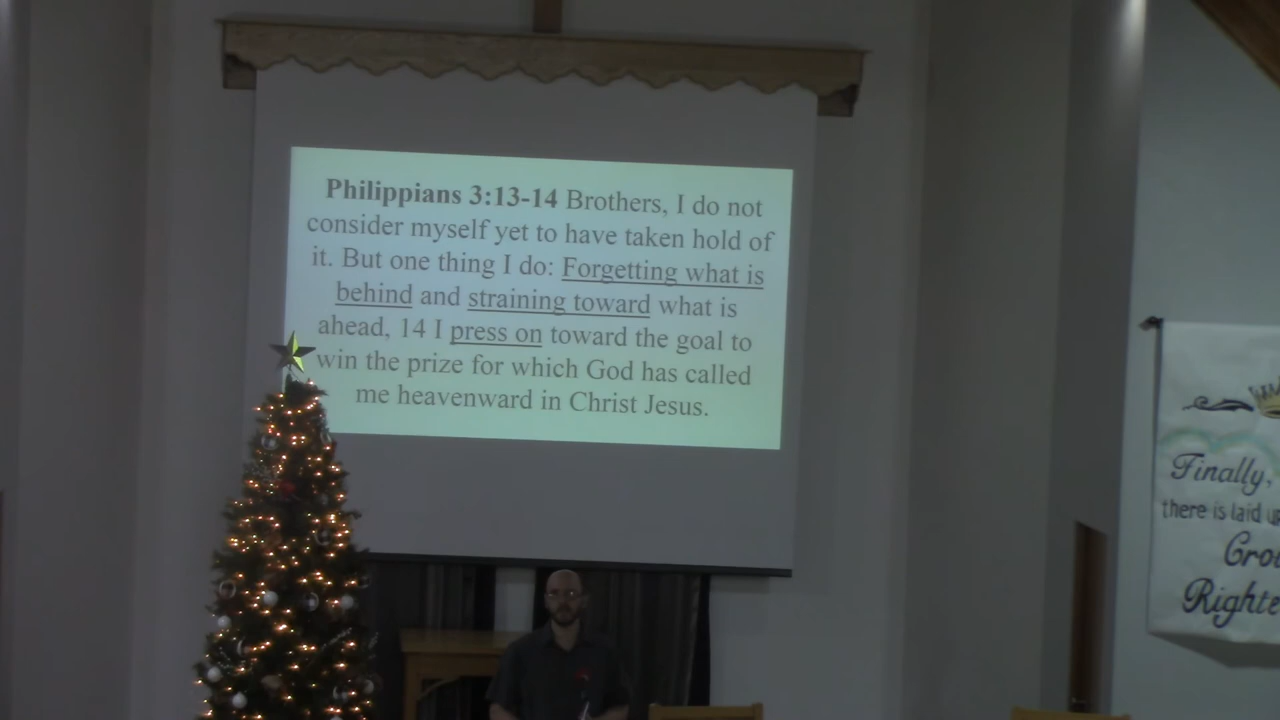 Philippians 3:13-14 Brothers, I do not
consider myself yet to have taken hold of
it. But one thing I do: Forgetting what is
behind and straining toward what is
ahead, 14 I press on toward the goal to
win the prize for which God has called
me heavenward in Christ Jesus.
Finally,
there is laid